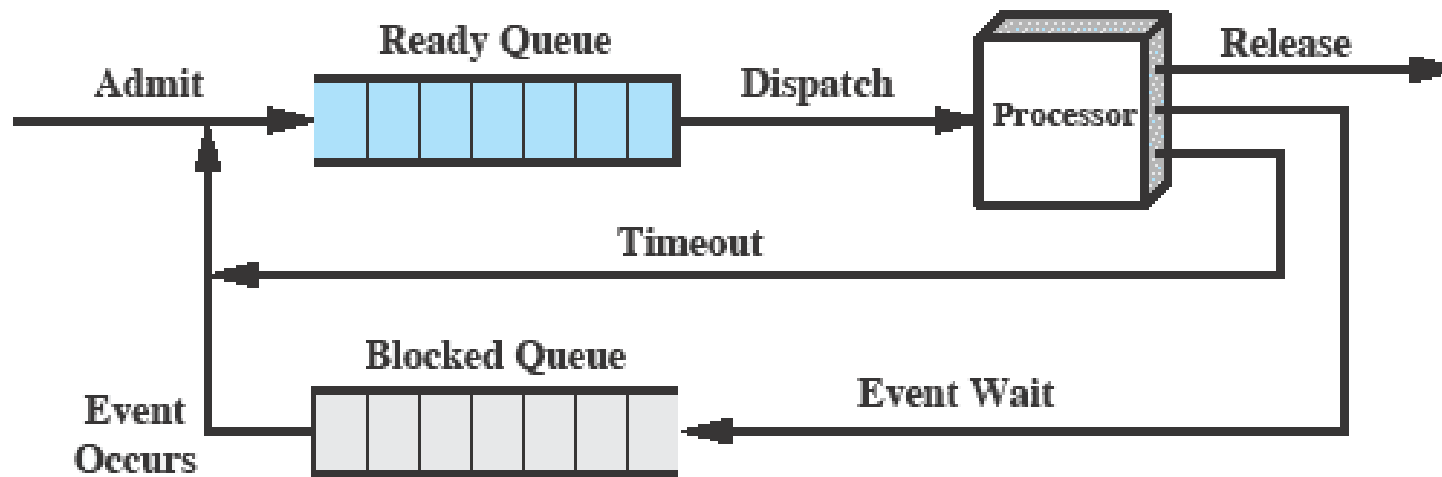 Ready Queue
Release
Admit
Dispatch
Processor
Timeout
Blocked Queue
Event Wait
Event
Occurs